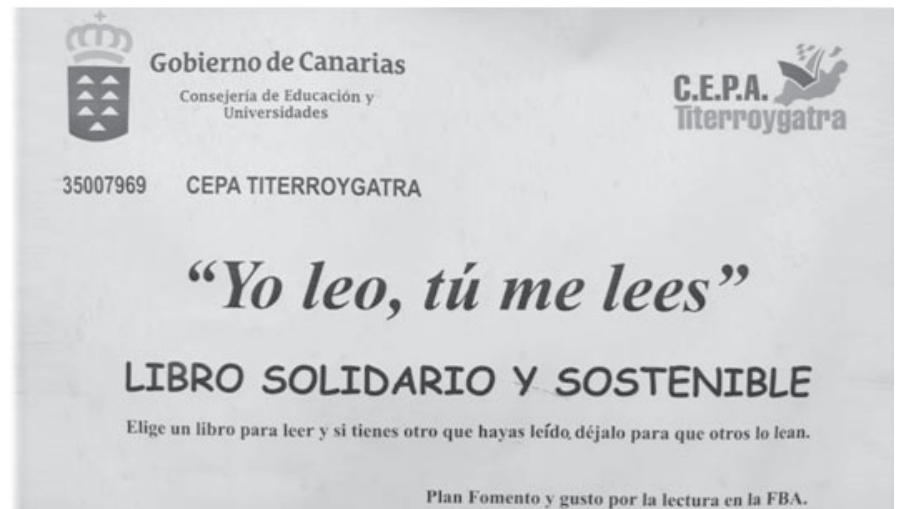 Gobierno de Canarias
Consejería de Educación y
Universidades
C.E.P.A.
Titerroygatra
35007969 CEPA TITERROYGATRA
“Yo leo, tú me lees”
LIBRO SOLIDARIO Y SOSTENIBLE
Elige un libro para leer y si tienes otro que hayas leído, déjalo para que otros lo lean.
Plan Fomento y gusto por la lectura en la FBA.